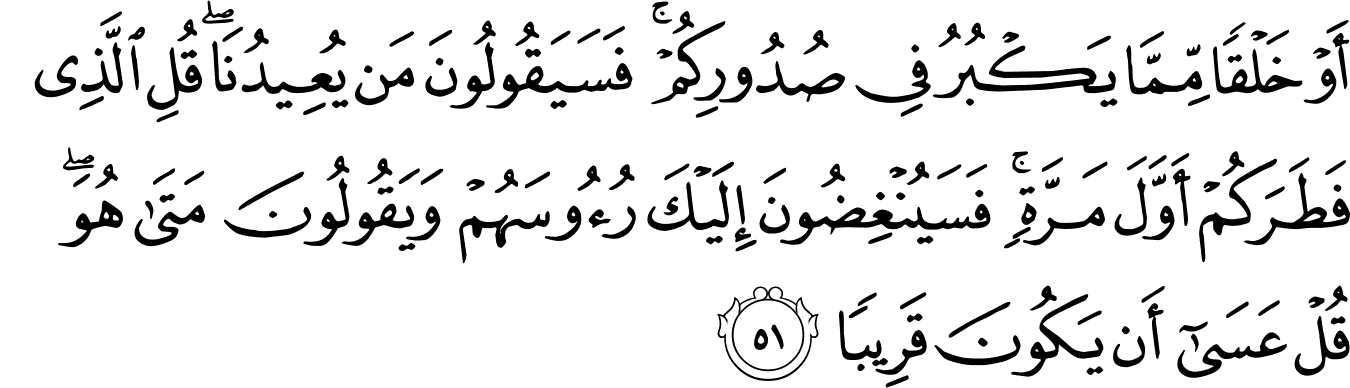 أَوْ خَلْقًا مِّمَّا يَكْبُرُ فِى صُدُورِكُمْ ۚ فَسَيَقُولُونَ مَن يُعِيدُنَا ۖ قُلِ ٱلَّذِى
فَطَرَكُمْ أَوَّلَ مَرَّةٍ ۚ فَسَيُنْغِضُونَ إِلَيْكَ رُءُوسَهُمْ وَيَقُولُونَ مَتَىٰ هُوَ ۖ
قُلْ عَسَىٰٓ أَن يَكُونَ قَرِيبًا ٥١